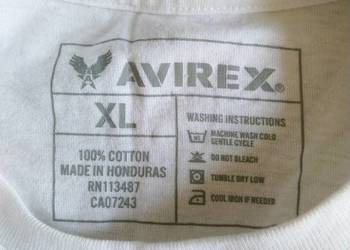 AVIREX.
XL
100% COTTON
MADE IN HONDURAS
RN113487
CA07243
WASHING INSTRUCTIONS
MACHINE WASH COLD
GENTLE CYCLE
DO NOT BLEACH
TUMBLE DRY LOW
COOL IRON IF NEEDED